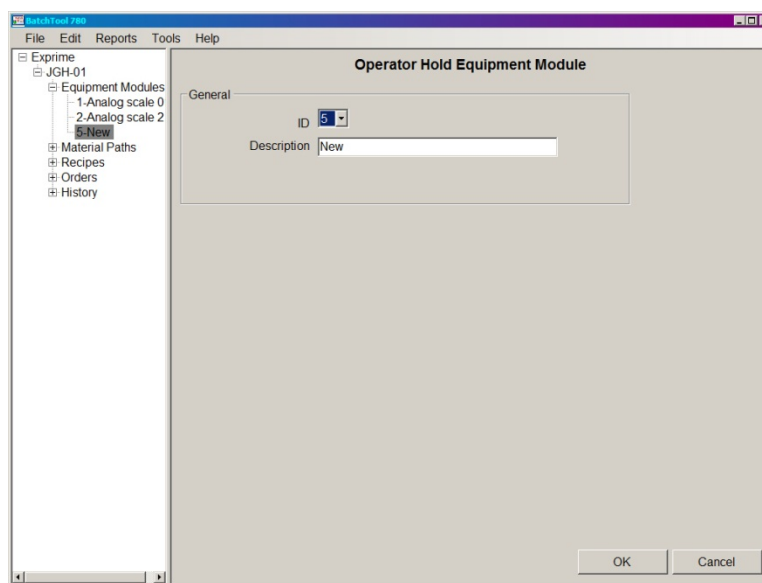 BatchTool 780
File Edit Reports Tools Help
Exprime
JGH-01
Equipment Modules
1-Analog scale 0
2-Analog scale 2
5-New
Material Paths
Recipes
Orders
History
Operator Hold Equipment Module
General
ID 5
Description New
OK Cancel